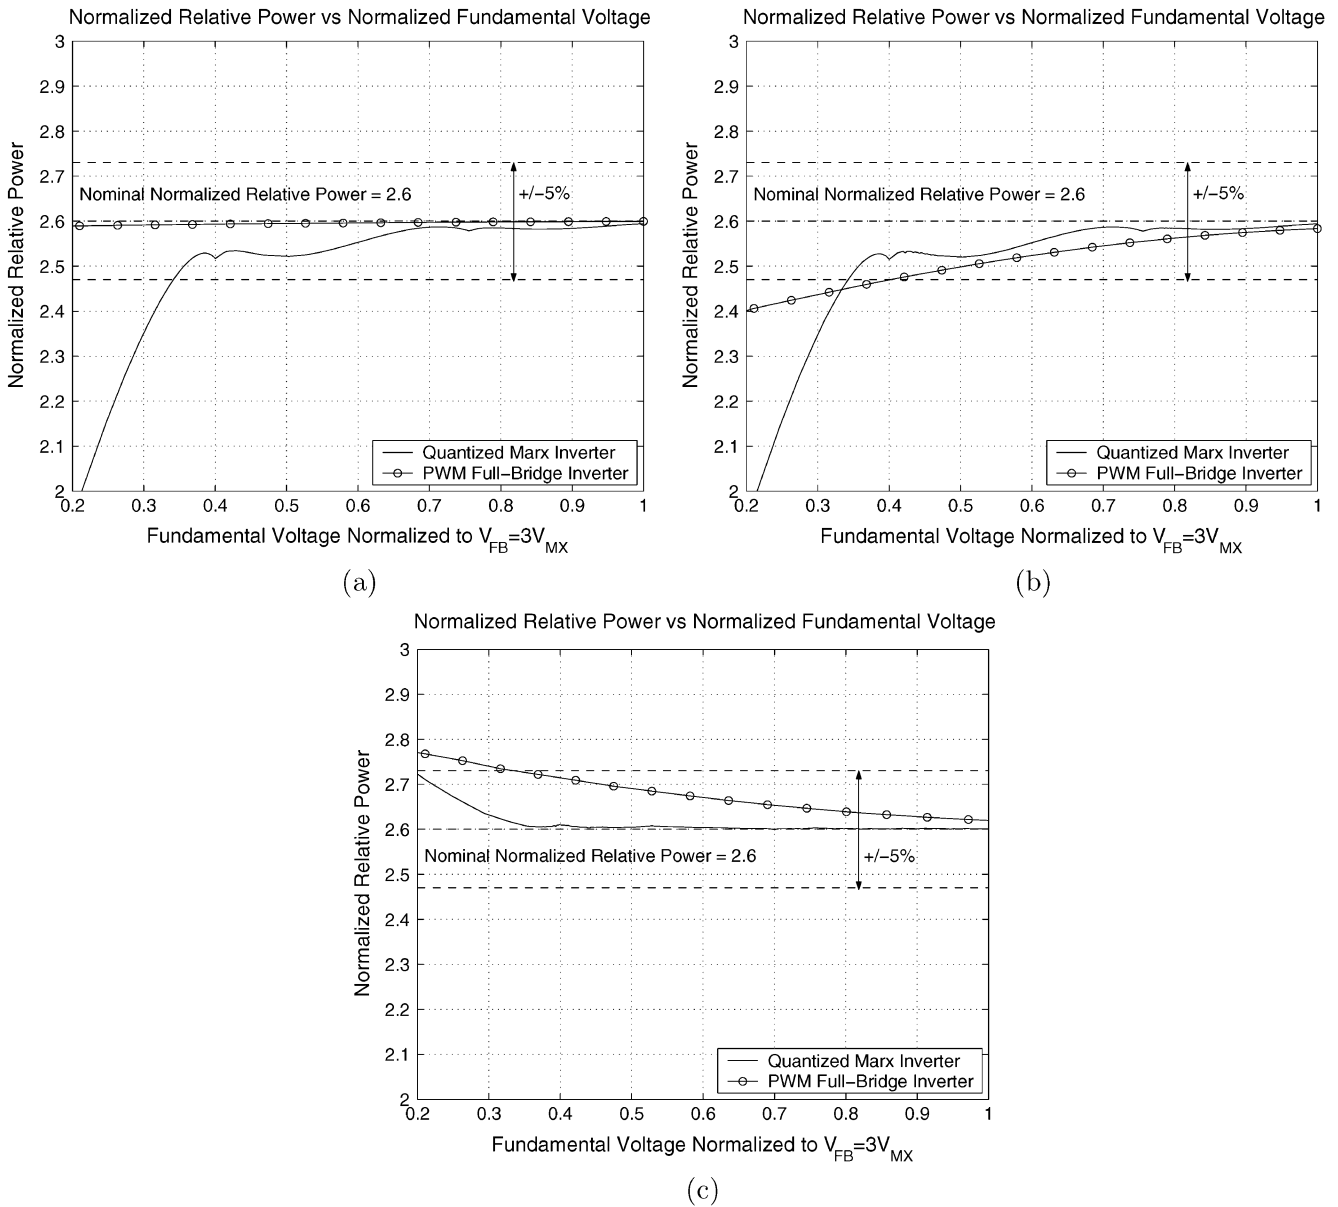 Normalized Relative Power vs Normalized Fundamental Voltage
3
2.9
2.8
2.7
2.6
2.5
2.4
2.3
2.2
2.1
2
Normalized Relative Power
Nominal Normalized Relative Power = 2.6
+/−5%
Quantized Marx Inverter
PWM Full−Bridge Inverter
0.2 0.3 0.4 0.5 0.6 0.7 0.8 0.9 1
Fundamental Voltage Normalized to VFB=3VMX
(a)
Normalized Relative Power vs Normalized Fundamental Voltage
3
2.9
2.8
2.7
2.6
2.5
2.4
2.3
2.2
2.1
2
Normalized Relative Power
Nominal Normalized Relative Power = 2.6
+/−5%
Quantized Marx Inverter
PWM Full−Bridge Inverter
0.2 0.3 0.4 0.5 0.6 0.7 0.8 0.9 1
Fundamental Voltage Normalized to VFB=3VMX
(b)
Normalized Relative Power vs Normalized Fundamental Voltage
3
2.9
2.8
2.7
2.6
2.5
2.4
2.3
2.2
2.1
2
Normalized Relative Power
Nominal Normalized Relative Power = 2.6
+/−5%
Quantized Marx Inverter
PWM Full−Bridge Inverter
0.2 0.3 0.4 0.5 0.6 0.7 0.8 0.9 1
Fundamental Voltage Normalized to VFB=3VMX
(c)